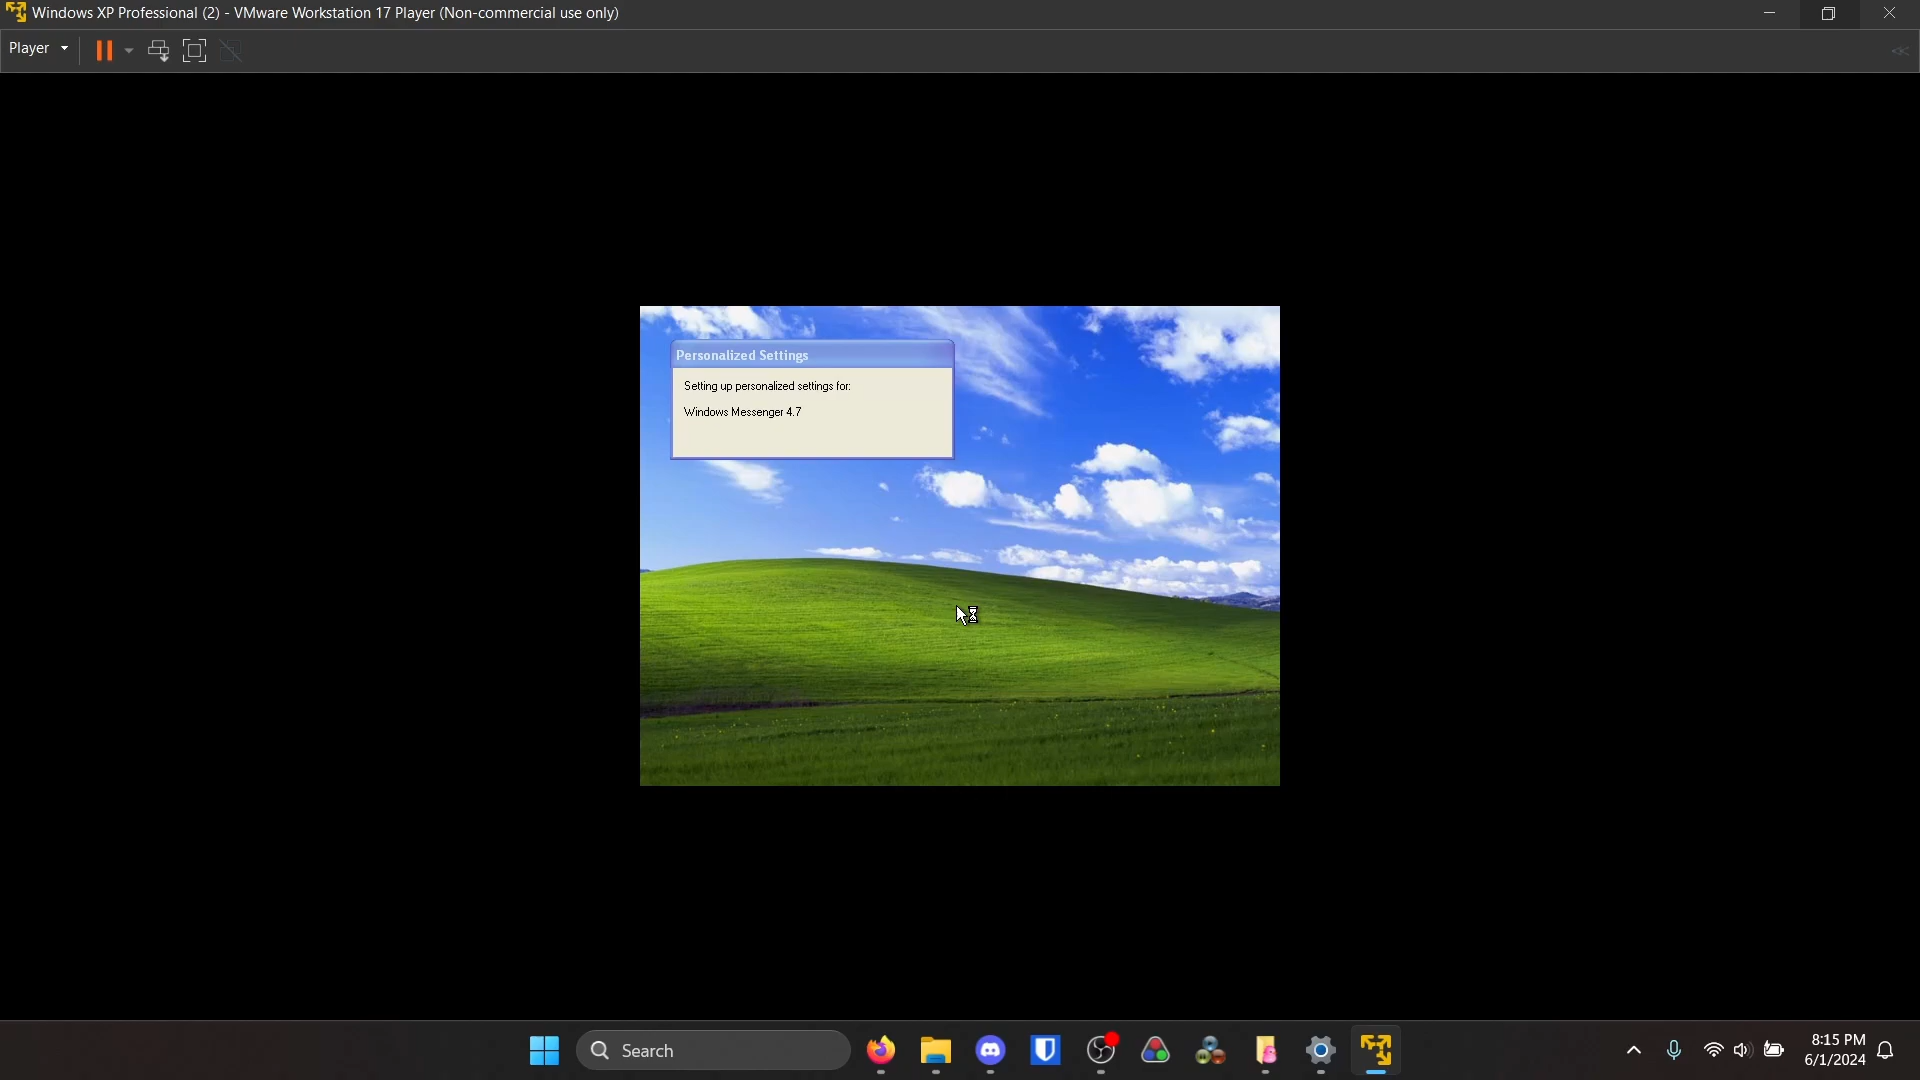 Windows XP Professional (2) - VMware Workstation 17 Player (Non-commercial use only)
Player
Personalized Settings
Setting up personalized settings for:
Windows Messenger 4.7
Search
8:15 PM
6/1/2024